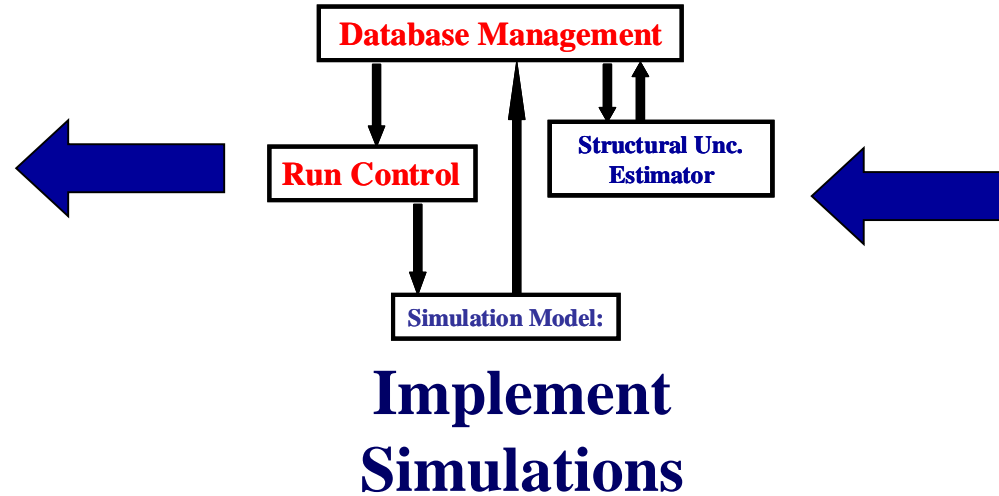 Database Management
Structural Unc.
Estimator
Run Control
Simulation Model:
Implement
Simulations